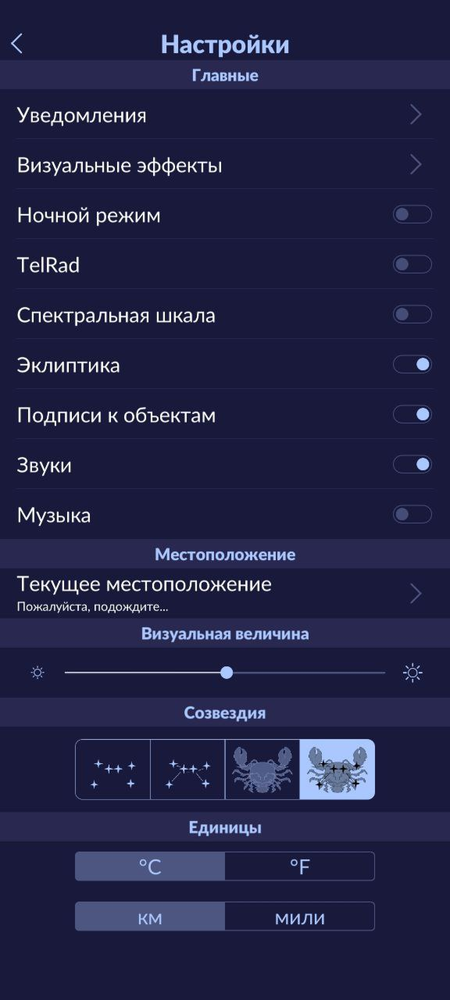 Настройки
Главные
Уведомления
Визуальные эффекты
Ночной режим
TelRad
Спектральная шкала
Эклиптика
Подписи к объектам
Звуки
Музыка
Местоположение
Текущее местоположение
Пожалуйста, подождите...
Визуальная величина
Созвездия
Единицы
°C °F
км мили